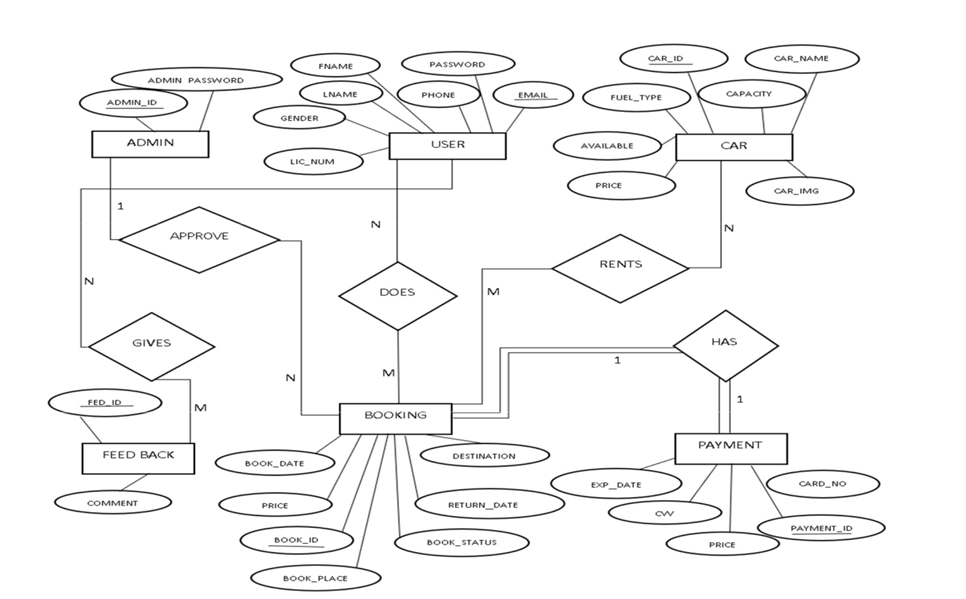 FNAME
PASSWORD
CAR_ID
CAR_NAME
ADMIN PASSWORD
LNAME
PHONE
EMAIL
FUEL_TYPE
CAPACITY
ADMIN_ID
GENDER
ADMIN
USER
AVAILABLE
CAR
LIC_NUM
PRICE
CAR_IMG
1
N
N
APPROVE
RENTS
N
DOES
M
GIVES
HAS
1
N
M
1
FED_ID
M
BOOKING
FEED BACK
PAYMENT
BOOK_DATE
DESTINATION
EXP_DATE
CARD_NO
COMMENT
PRICE
RETURN_DATE
CVV
PAYMENT_ID
BOOK_ID
BOOK_STATUS
PRICE
BOOK_PLACE